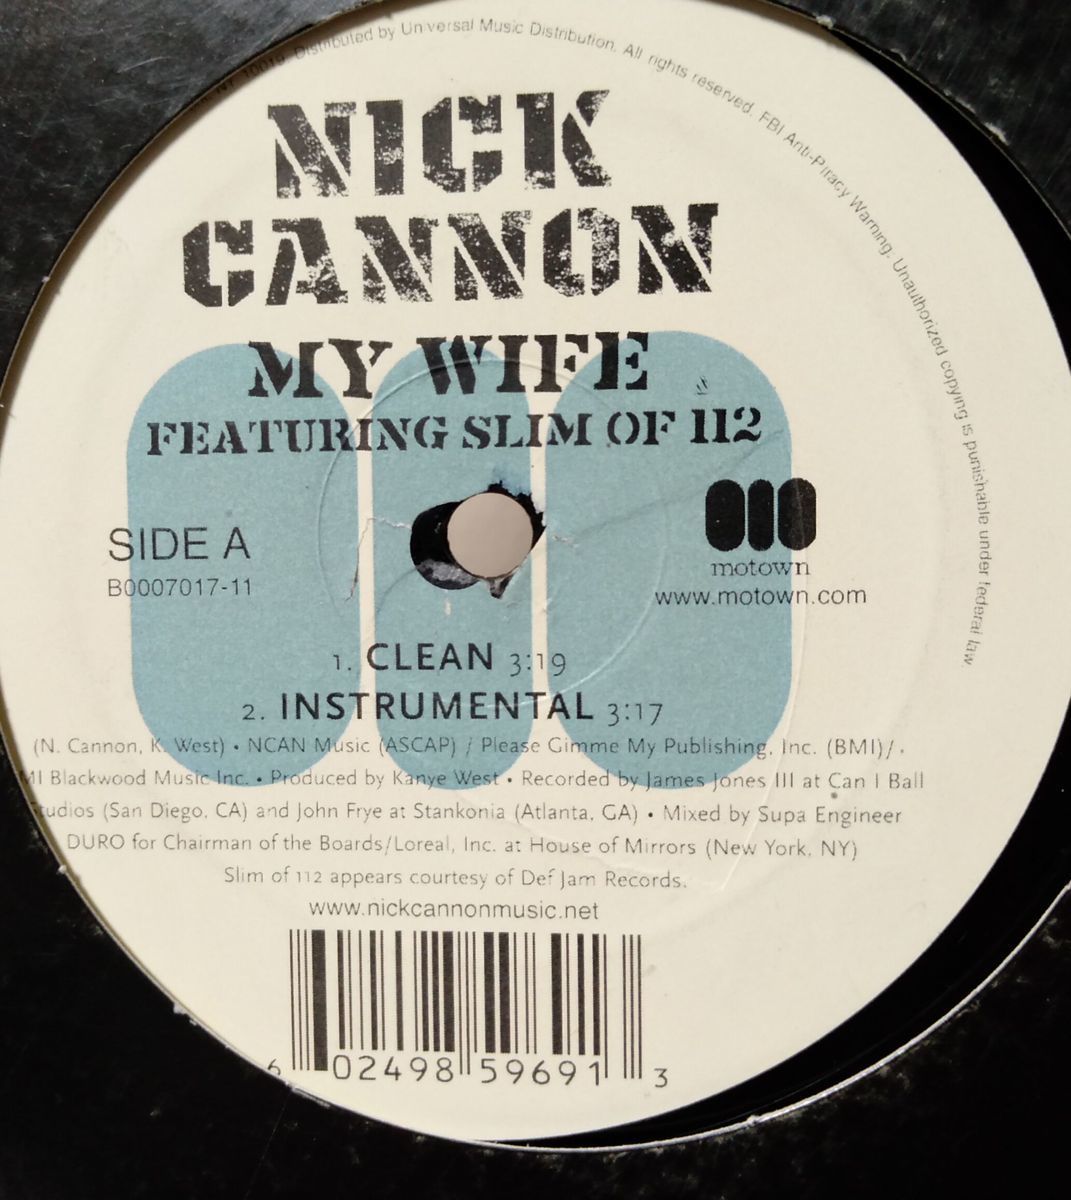 NY 10019 Distributed by Universal Music Distribution. All rights reserved. FBI Anti-Piracy Warning. Unauthorized copying is punishable under federal law
NICK
CANNON
MY WIFE
FEATURING SLIM OF 112
SIDE A
B0007017-11
motown
www.motown.com
1. CLEAN 3:19
2. INSTRUMENTAL 3:17
(N. Cannon, K. West) • NCAN Music (ASCAP) / Please Gimme My Publishing, Inc. (BMI)/
MI Blackwood Music Inc. • Produced by Kanye West • Recorded by James Jones III at Can I Ball
tudios (San Diego, CA) and John Frye at Stankonia (Atlanta, GA) • Mixed by Supa Engineer
DURO for Chairman of the Boards/Loreal, Inc. at House of Mirrors (New York, NY)
Slim of 112 appears courtesy of Def Jam Records.
www.nickcannonmusic.net
6 02498 59691 3